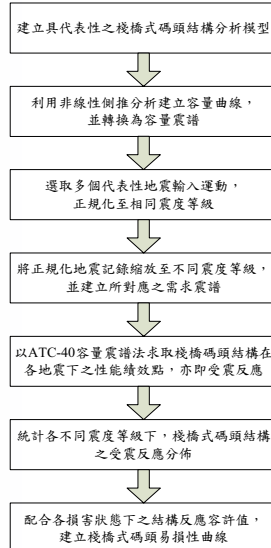 建立具代表性之棧橋式碼頭結構分析模型
利用非線性側推分析建立容量曲線，
並轉換為容量震譜
選取多個代表性地震輸入運動，
正規化至相同震度等級
將正規化地震記錄縮放至不同震度等級，
並建立所對應之需求震譜
以ATC-40容量震譜法求取棧橋碼頭結構在
各地震下之性能績效點，亦即受震反應
統計各不同震度等級下，棧橋式碼頭結構
之受震反應分佈
配合各損害狀態下之結構反應容許值，
建立棧橋式碼頭易損性曲線